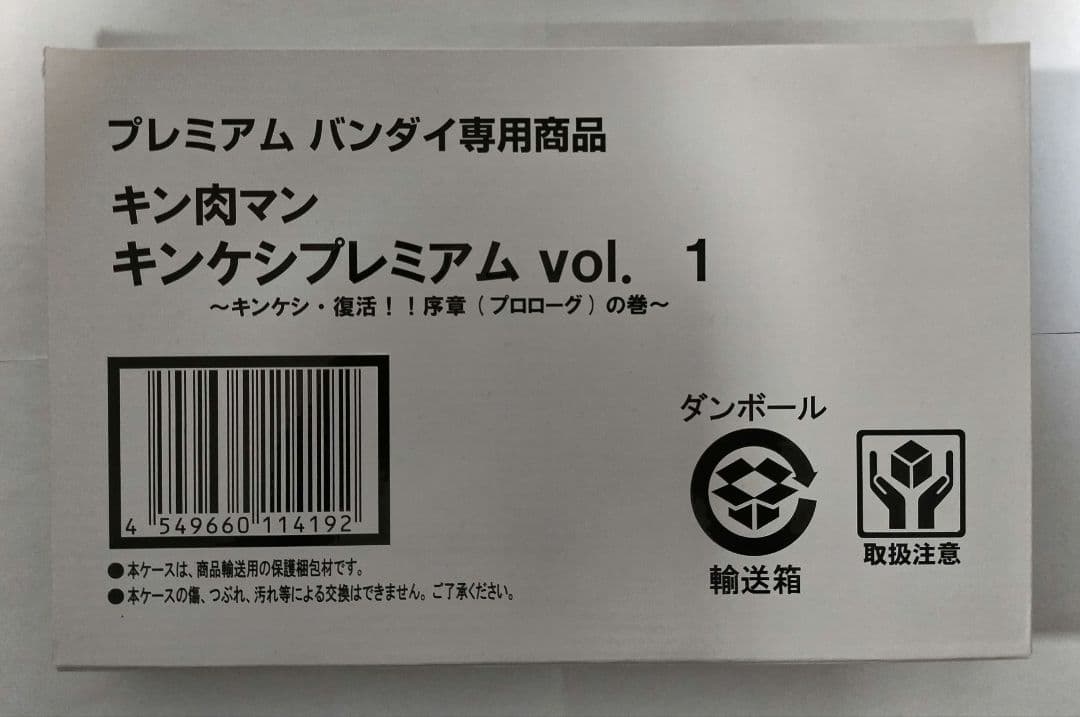 プレミアム バンダイ専用商品
キン肉マン
キンケシプレミアム vol. 1
～キンケシ・復活！！序章（プロローグ）の巻～
4 549660 114192
●本ケースは、商品輸送用の保護梱包材です。
●本ケースの傷、つぶれ、汚れ等による交換はできません。ご了承ください。
ダンボール
輸送箱
取扱注意